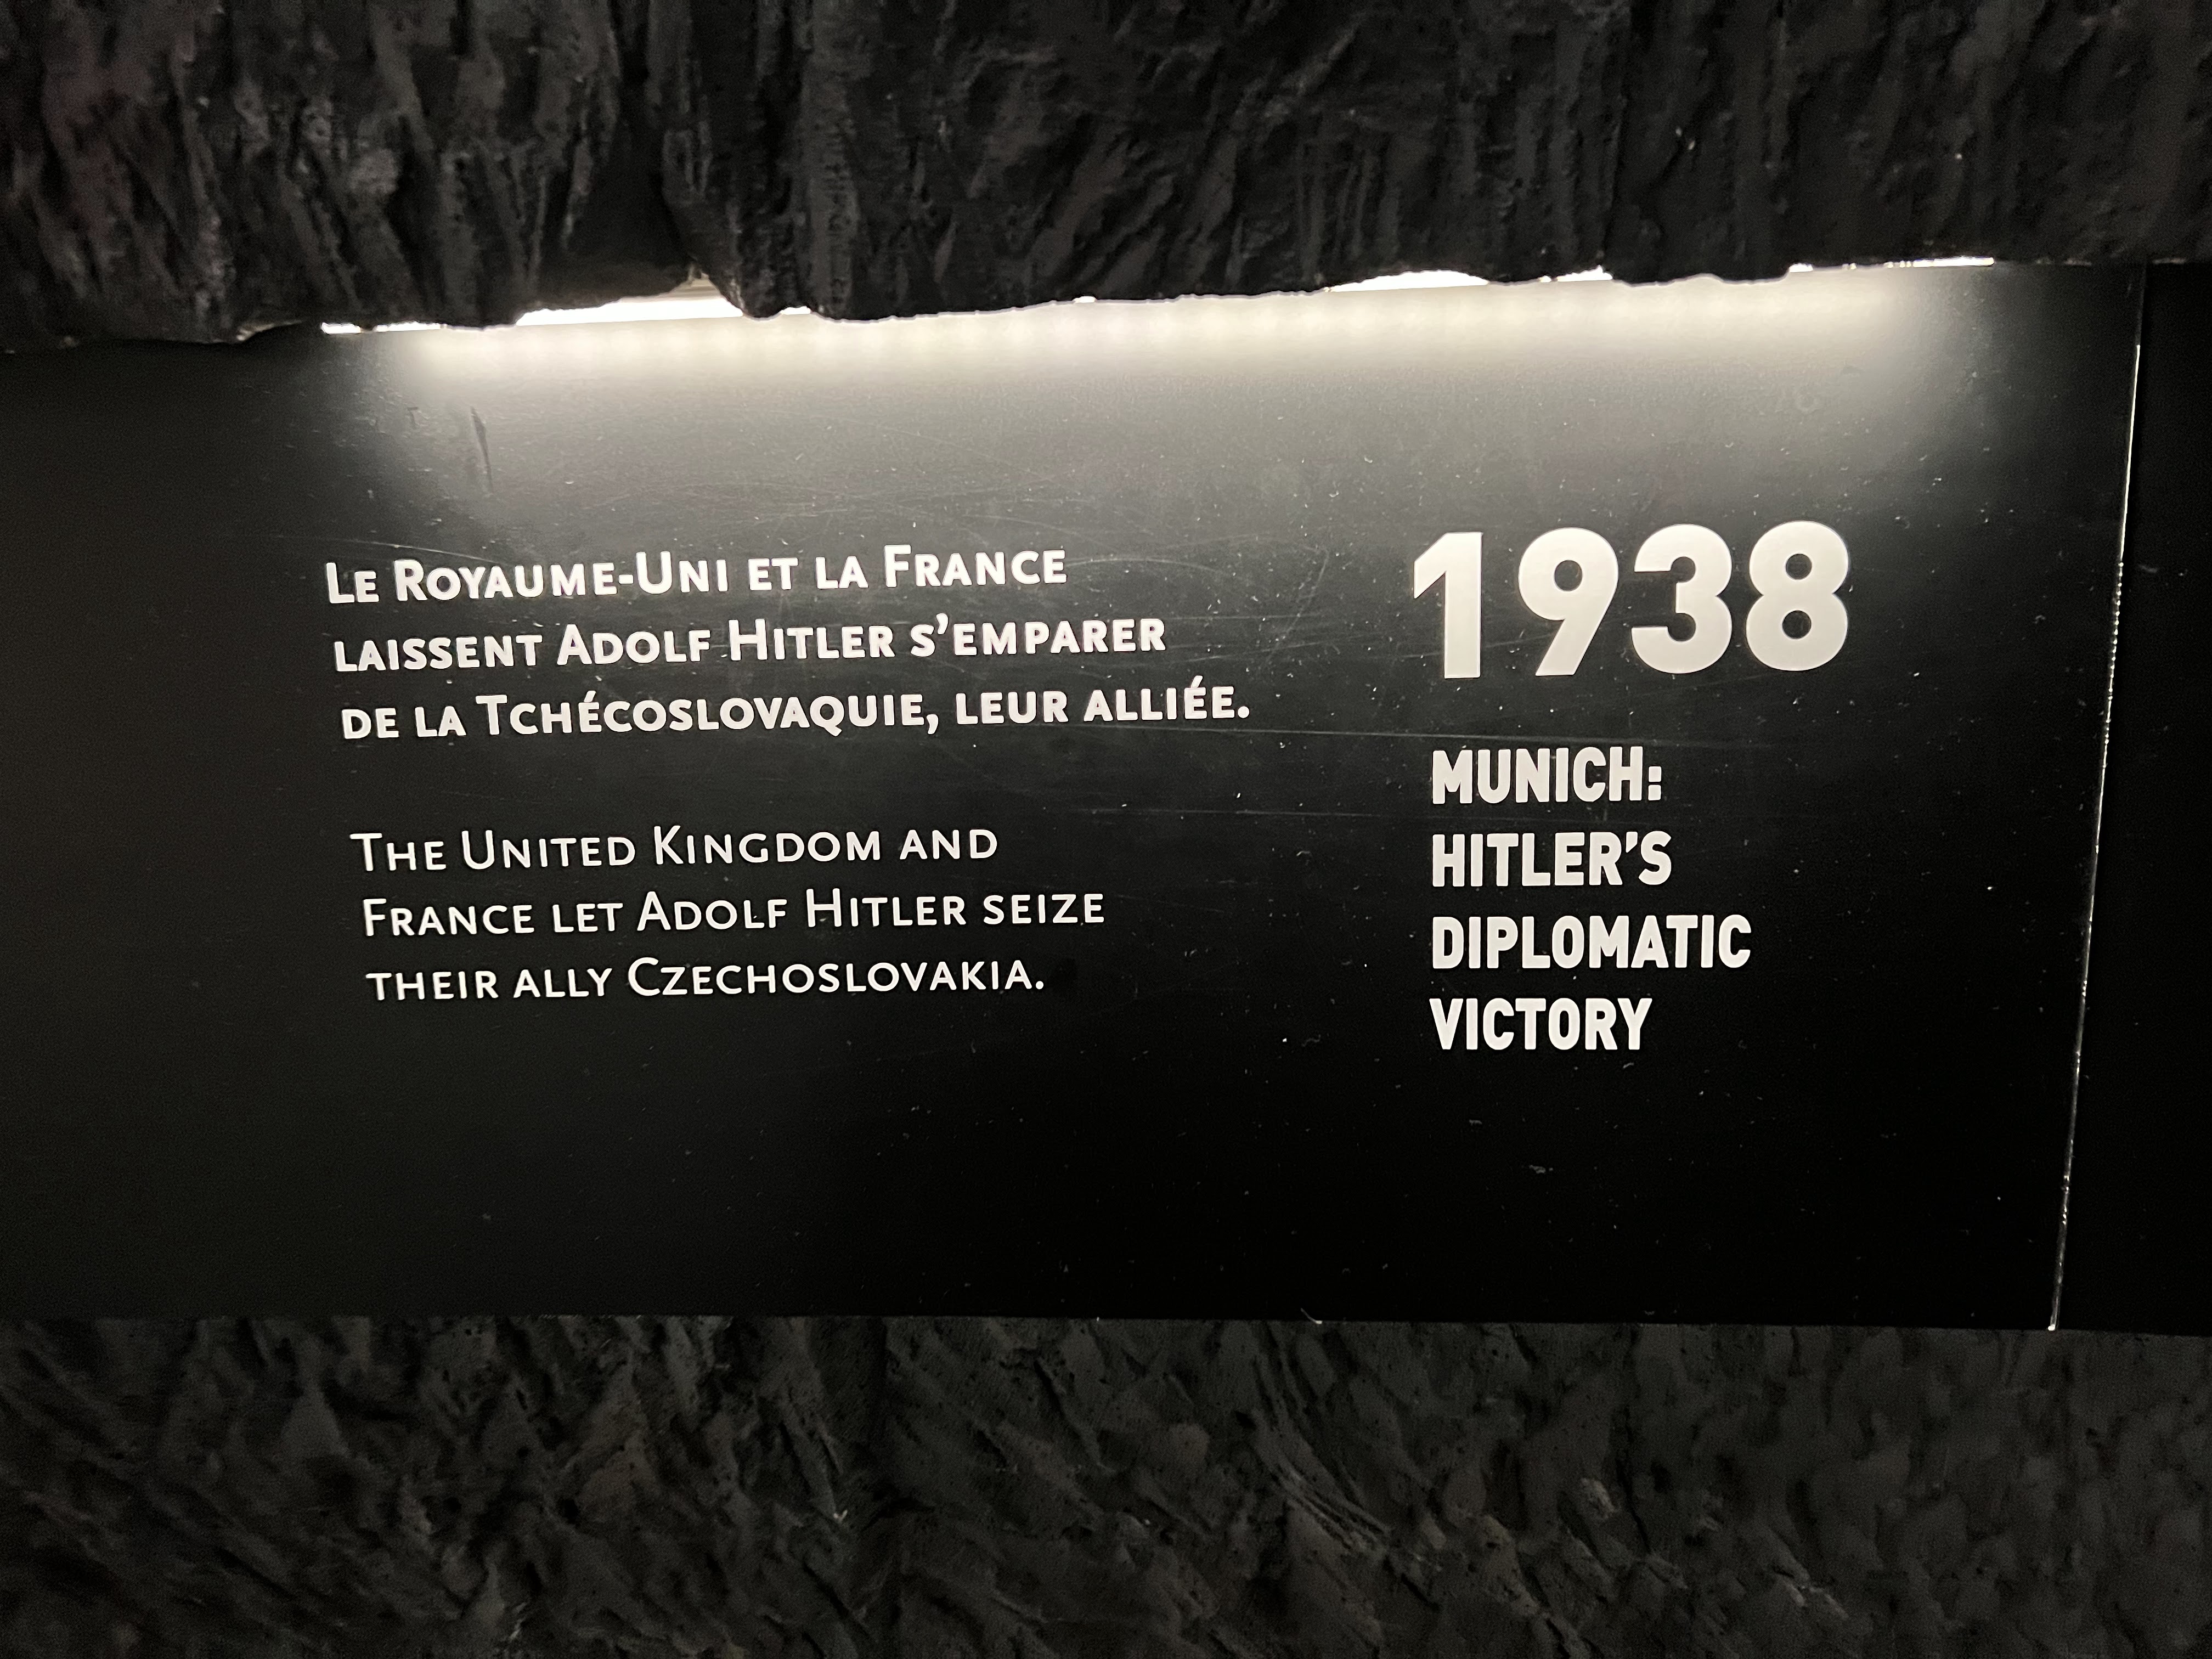 Le Royaume-Uni et la France
laissent Adolf Hitler s'emparer
de la Tchécoslovaquie, leur alliée.
The United Kingdom and
France let Adolf Hitler seize
their ally Czechoslovakia.
1938
MUNICH:
HITLER'S
DIPLOMATIC
VICTORY